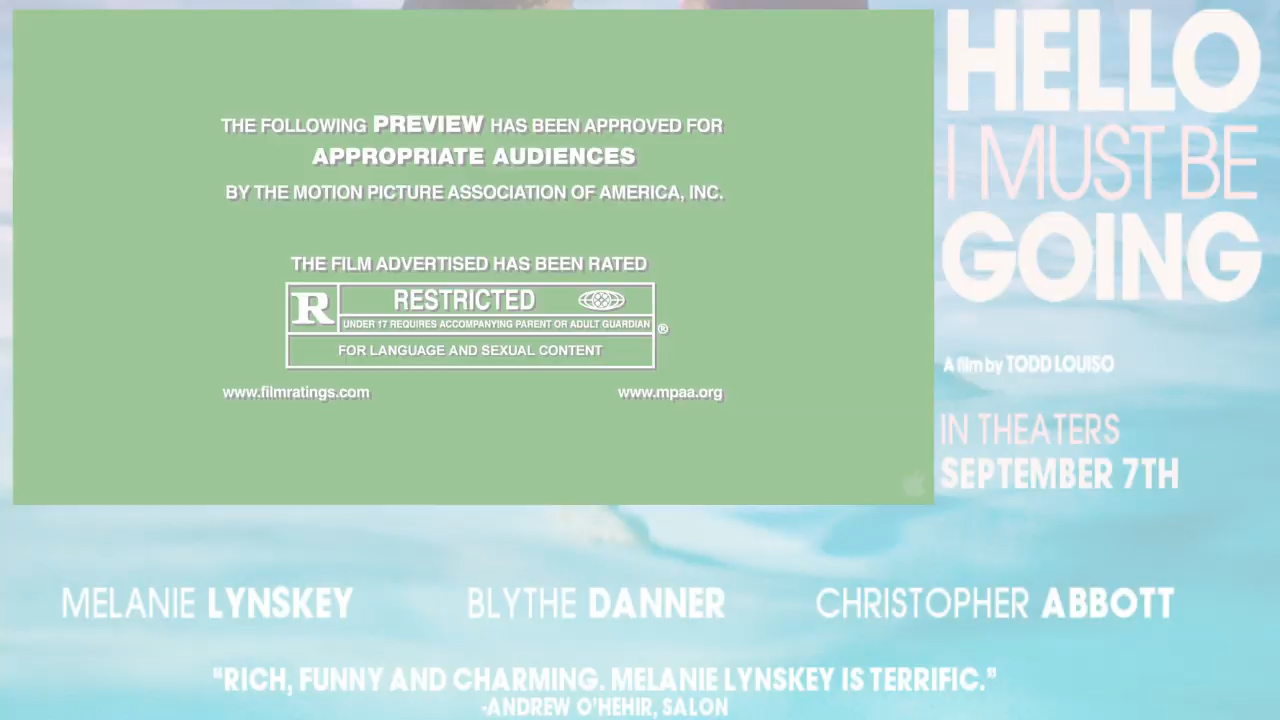 THE FOLLOWING PREVIEW HAS BEEN APPROVED FOR
APPROPRIATE AUDIENCES
BY THE MOTION PICTURE ASSOCIATION OF AMERICA, INC.
THE FILM ADVERTISED HAS BEEN RATED
R RESTRICTED
UNDER 17 REQUIRES ACCOMPANYING PARENT OR ADULT GUARDIAN ®
FOR LANGUAGE AND SEXUAL CONTENT
www.filmratings.com www.mpaa.org
HELLO
I MUST BE
GOING
A film by TODD LOUISO
IN THEATERS
SEPTEMBER 7TH
MELANIE LYNSKEY BLYTHE DANNER CHRISTOPHER ABBOTT
"RICH, FUNNY AND CHARMING. MELANIE LYNSKEY IS TERRIFIC."
-ANDREW O'HEHIR, SALON